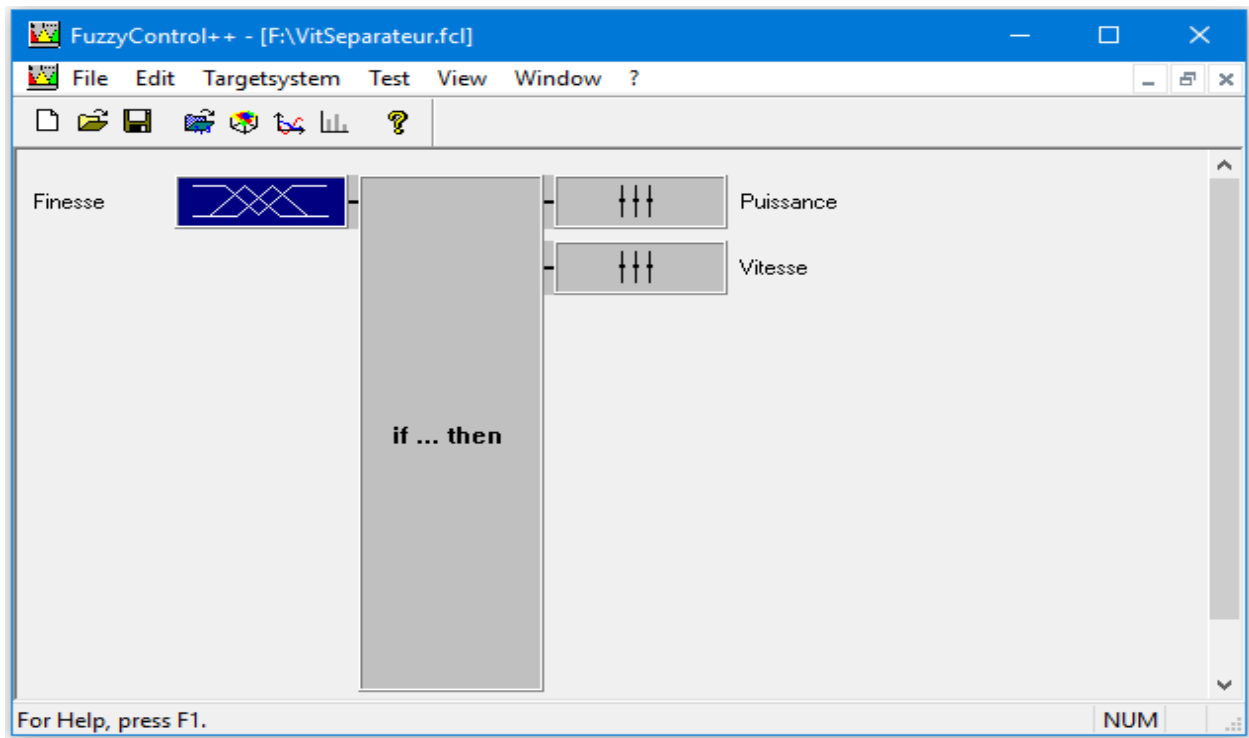 FuzzyControl++ - [F:\VitSeparateur.fcl]
File Edit Targetsystem Test View Window ?
Finesse
Puissance
Vitesse
if ... then
For Help, press F1.
NUM